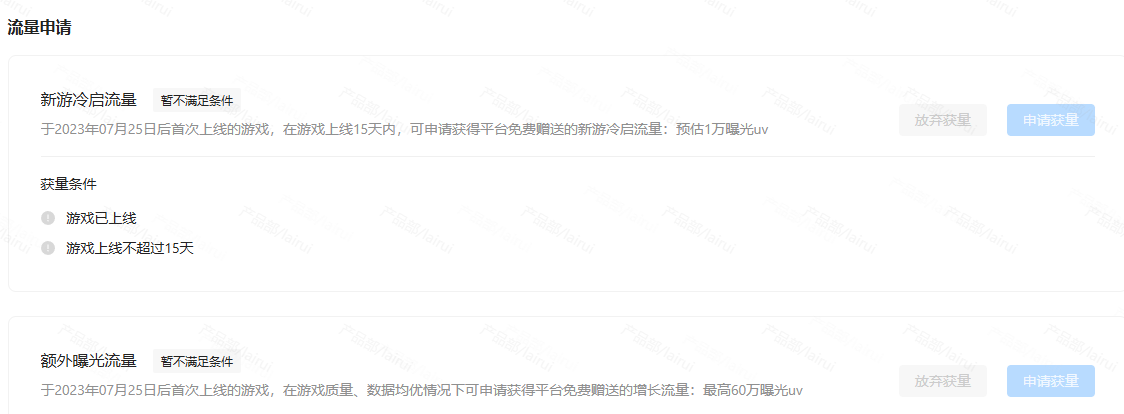 流量申请
新游冷启流量 暂不满足条件
于2023年07月25日后首次上线的游戏，在游戏上线15天内，可申请获得平台免费赠送的新游冷启流量：预估1万曝光uv
放弃获量 申请获量
获量条件
游戏已上线
游戏上线不超过15天
额外曝光流量 暂不满足条件
于2023年07月25日后首次上线的游戏，在游戏质量、数据均优情况下可申请获得平台免费赠送的增长流量：最高60万曝光uv
放弃获量 申请获量